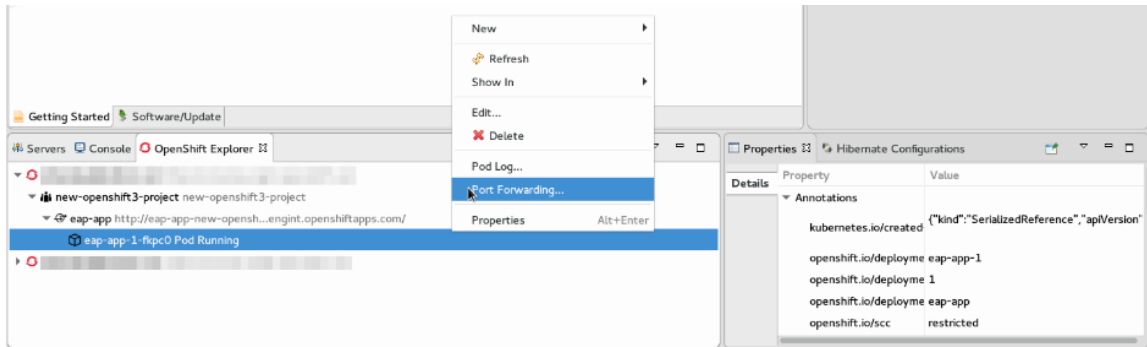 New
Refresh
Show In
Edit...
Delete
Pod Log...
Port Forwarding...
Properties Alt+Enter
Getting Started Software/Update
Servers Console OpenShift Explorer
new-openshift3-project new-openshift3-project
eap-app http://eap-app-new-opensh...engint.openshiftapps.com/
eap-app-1-fkpc0 Pod Running
Properties Hibernate Configurations
Details
Property Value
Annotations
kubernetes.io/created {"kind":"SerializedReference","apiVersion"
openshift.io/deployme eap-app-1
openshift.io/deployme 1
openshift.io/deployme eap-app
openshift.io/scc restricted